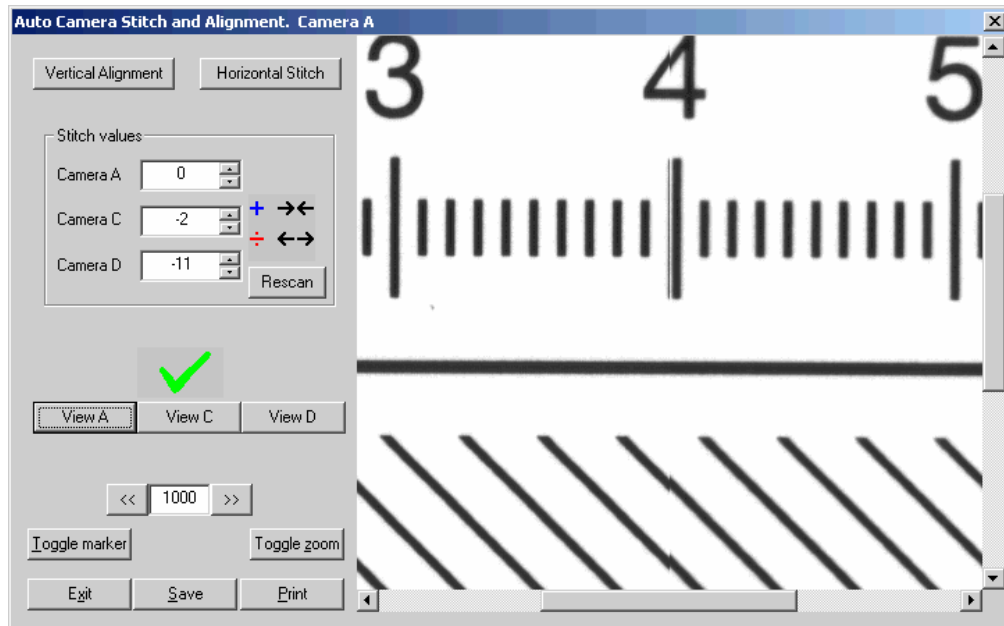 Auto Camera Stitch and Alignment. Camera A
Vertical Alignment
Horizontal Stitch
Stitch values
Camera A 0
Camera C -2
Camera D -11
+ →←
÷ ←→
Rescan
View A
View C
View D
<< 1000 >>
Toggle marker
Toggle zoom
Exit
Save
Print
3 4 5